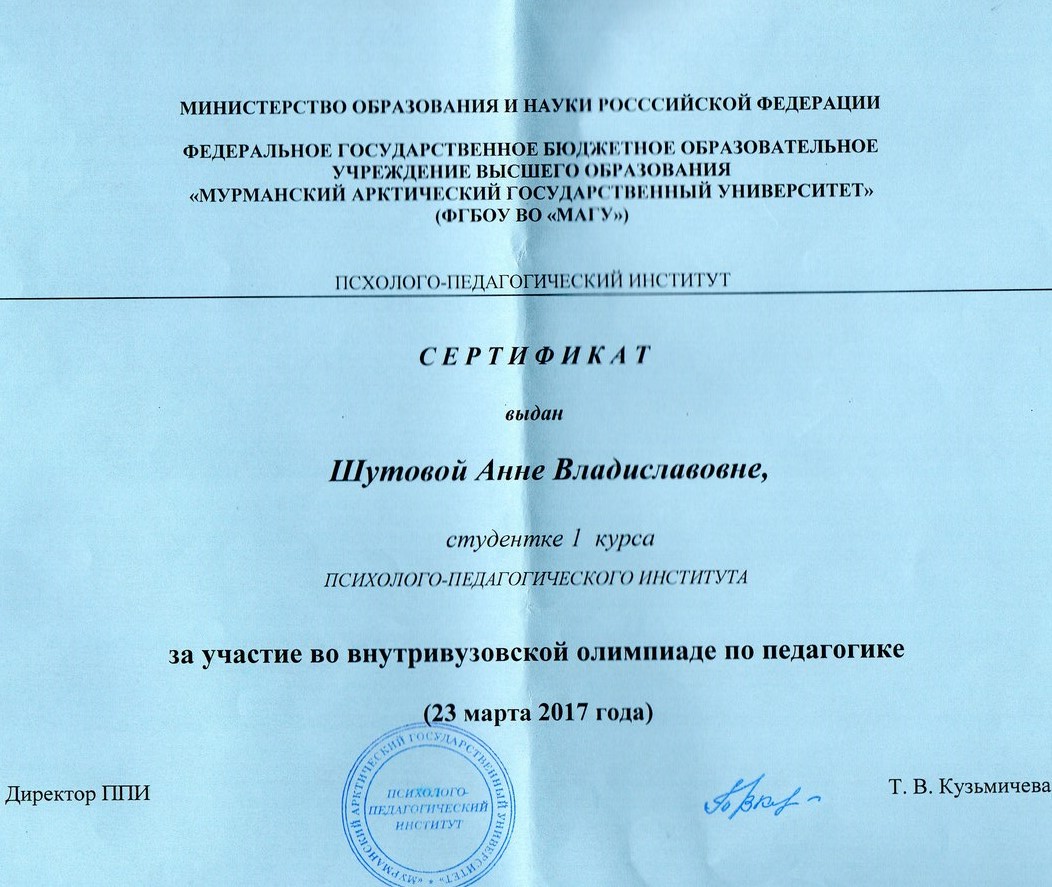 МИНИСТЕРСТВО ОБРАЗОВАНИЯ И НАУКИ РОСССИЙСКОЙ ФЕДЕРАЦИИ
ФЕДЕРАЛЬНОЕ ГОСУДАРСТВЕННОЕ БЮДЖЕТНОЕ ОБРАЗОВАТЕЛЬНОЕ
УЧРЕЖДЕНИЕ ВЫСШЕГО ОБРАЗОВАНИЯ
«МУРМАНСКИЙ АРКТИЧЕСКИЙ ГОСУДАРСТВЕННЫЙ УНИВЕРСИТЕТ»
(ФГБОУ ВО «МАГУ»)
ПСХОЛОГО-ПЕДАГОГИЧЕСКИЙ ИНСТИТУТ
СЕРТИФИКАТ
выдан
Шутовой Анне Владиславовне,
студентке 1 курса
ПСИХОЛОГО-ПЕДАГОГИЧЕСКОГО ИНСТИТУТА
за участие во внутривузовской олимпиаде по педагогике
(23 марта 2017 года)
Директор ППИ
«МУРМАНСКИЙ АРКТИЧЕСКИЙ ГОСУДАРСТВЕННЫЙ УНИВЕРСИТЕТ»
ПСИХОЛОГО-
ПЕДАГОГИЧЕСКИЙ
ИНСТИТУТ
Т. В. Кузьмичева